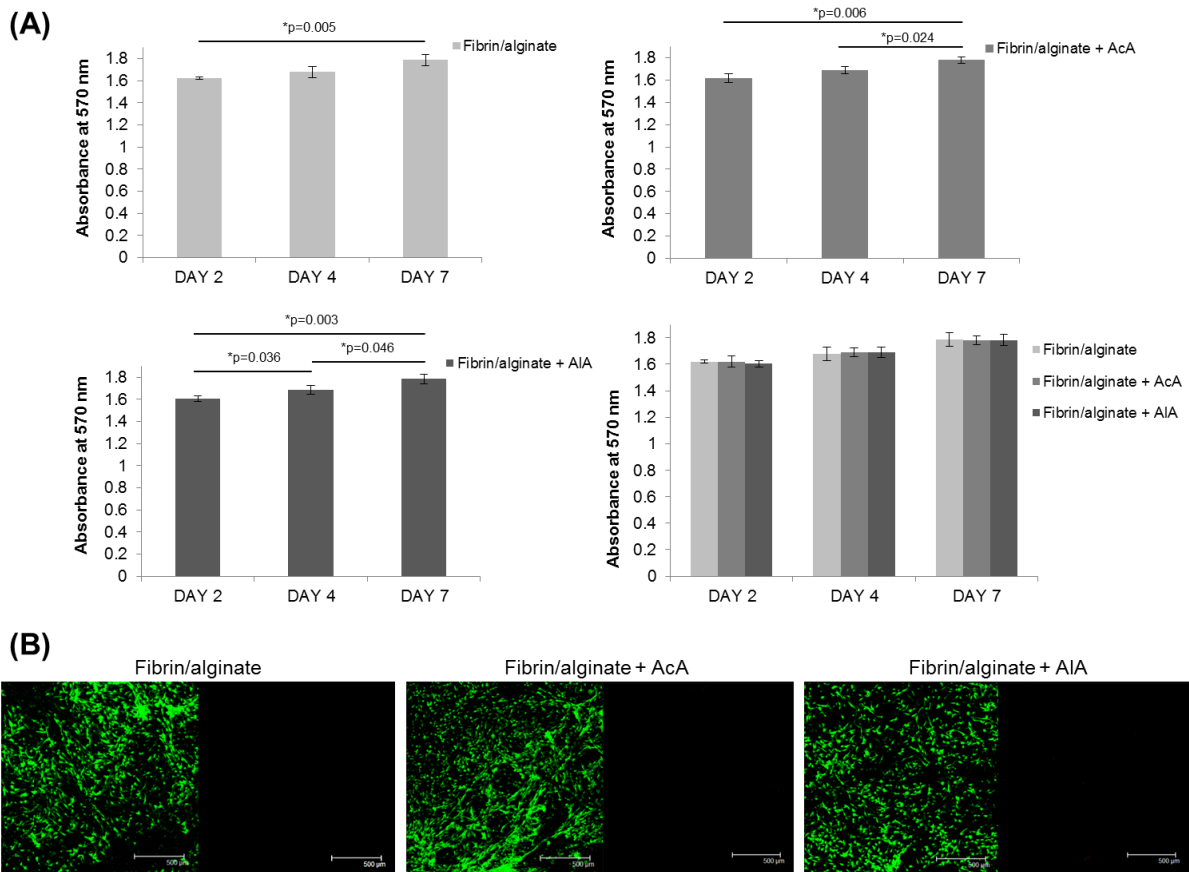 (A)
*p=0.005
Fibrin/alginate
Absorbance at 570 nm
1.8
1.6
1.4
1.2
1
0.8
0.6
0.4
0.2
0
DAY 2 DAY 4 DAY 7
*p=0.006
*p=0.024
Fibrin/alginate + AcA
Absorbance at 570 nm
1.8
1.6
1.4
1.2
1
0.8
0.6
0.4
0.2
0
DAY 2 DAY 4 DAY 7
*p=0.003
*p=0.036 *p=0.046
Fibrin/alginate + AlA
Absorbance at 570 nm
1.8
1.6
1.4
1.2
1
0.8
0.6
0.4
0.2
0
DAY 2 DAY 4 DAY 7
Absorbance at 570 nm
1.8
1.6
1.4
1.2
1
0.8
0.6
0.4
0.2
0
DAY 2 DAY 4 DAY 7
Fibrin/alginate
Fibrin/alginate + AcA
Fibrin/alginate + AlA
(B)
Fibrin/alginate Fibrin/alginate + AcA Fibrin/alginate + AlA
500 µm 500 µm 500 µm 500 µm 500 µm 500 µm